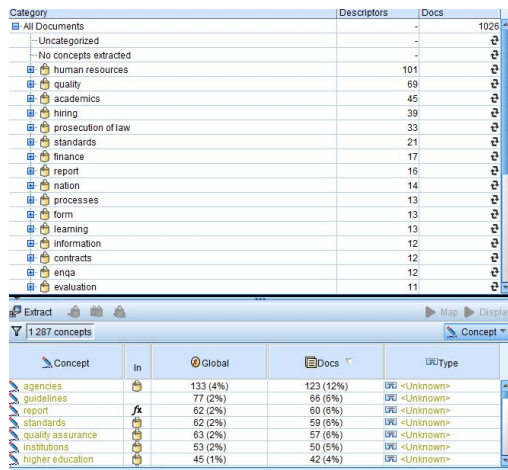 Category Descriptors Docs
All Documents - 1026
Uncategorized -
No concepts extracted -
human resources 101
quality 69
academics 45
hiring 39
prosecution of law 33
standards 21
finance 17
report 16
nation 14
processes 13
form 13
learning 13
information 12
contracts 12
enqa 12
evaluation 11
Extract Map Displa
1 287 concepts Concept
Concept In Global Docs Type
agencies 133 (4%) 123 (12%) <Unknown>
guidelines 77 (2%) 66 (6%) <Unknown>
report fx 62 (2%) 60 (6%) <Unknown>
standards 62 (2%) 59 (6%) <Unknown>
quality assurance 63 (2%) 57 (6%) <Unknown>
institutions 53 (2%) 50 (5%) <Unknown>
higher education 45 (1%) 42 (4%) <Unknown>